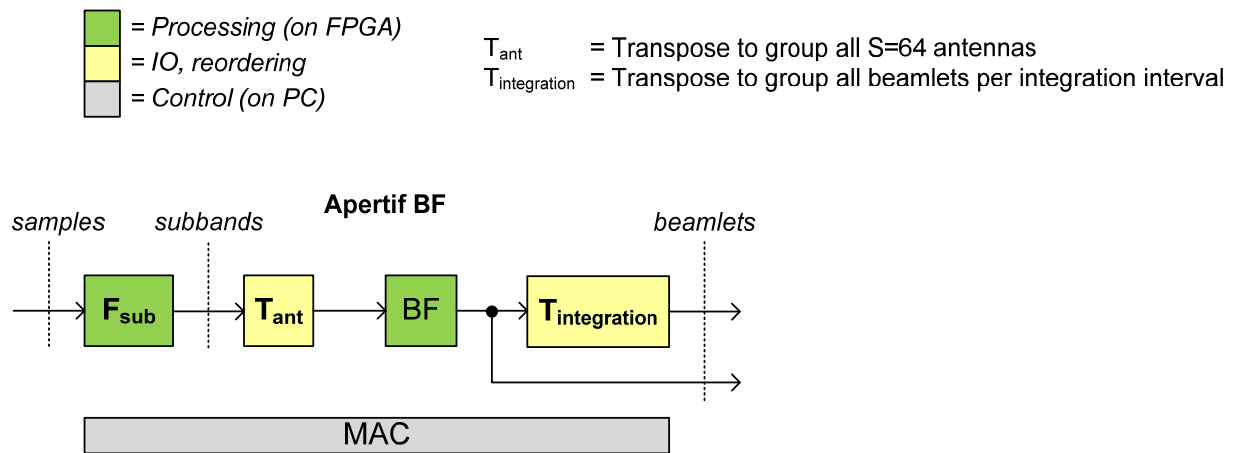 = Processing (on FPGA)
= IO, reordering
= Control (on PC)
Tant = Transpose to group all S=64 antennas
Tintegration = Transpose to group all beamlets per integration interval
Apertif BF
samples subbands beamlets
Fsub Tant BF Tintegration
MAC